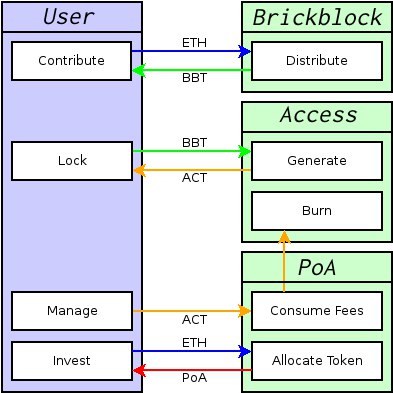 User
Brickblock
Contribute
ETH
BBT
Distribute
Access
Lock
BBT
ACT
Generate
Burn
PoA
Manage
ACT
Consume Fees
Invest
ETH
PoA
Allocate Token